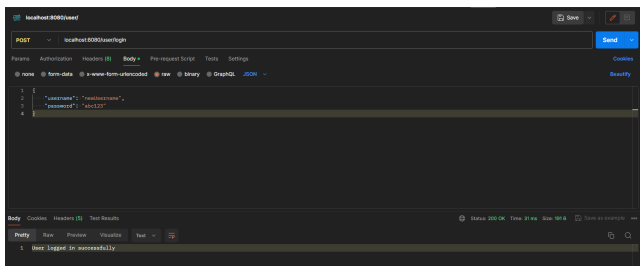 localhost:8080/user/
Save
POST localhost:8080/user/login Send
Params Authorization Headers (8) Body Pre-request Script Tests Settings Cookies
none form-data x-www-form-urlencoded raw binary GraphQL JSON Beautify
1 {
2 "username": "newUsername",
3 "password": "abc123"
4 }
Body Cookies Headers (5) Test Results Status: 200 OK Time: 31 ms Size: 191 B Save as example
Pretty Raw Preview Visualize Text
1 User logged in successfully